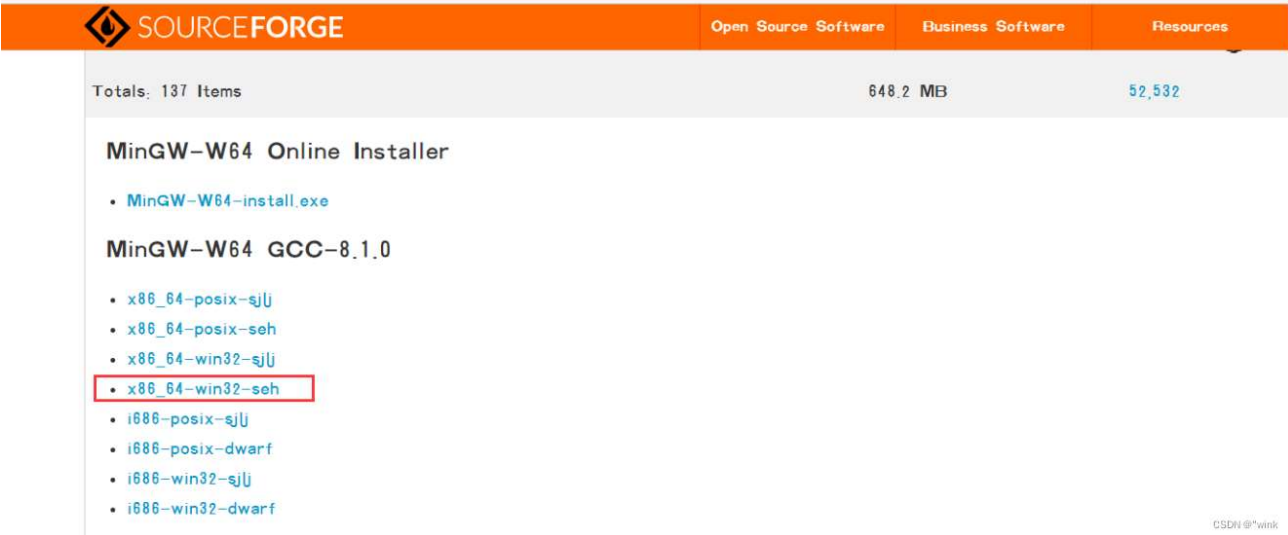 SOURCEFORGE Open Source Software Business Software Resources
Totals: 137 Items 648.2 MB 52,532
MinGW-W64 Online Installer
• MinGW-W64-install.exe
MinGW-W64 GCC-8.1.0
• x86_64-posix-sjlj
• x86_64-posix-seh
• x86_64-win32-sjlj
• x86_64-win32-seh
• i686-posix-sjlj
• i686-posix-dwarf
• i686-win32-sjlj
• i686-win32-dwarf
CSDN @"wink